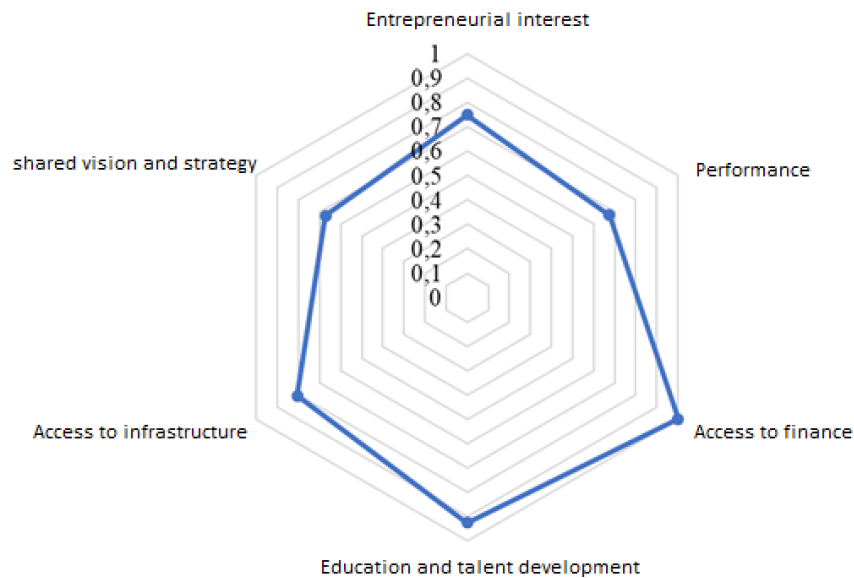 Entrepreneurial interest
1
0,9
0,8
0,7
0,6
0,5
0,4
0,3
0,2
0,1
0
shared vision and strategy
Performance
Access to infrastructure
Access to finance
Education and talent development